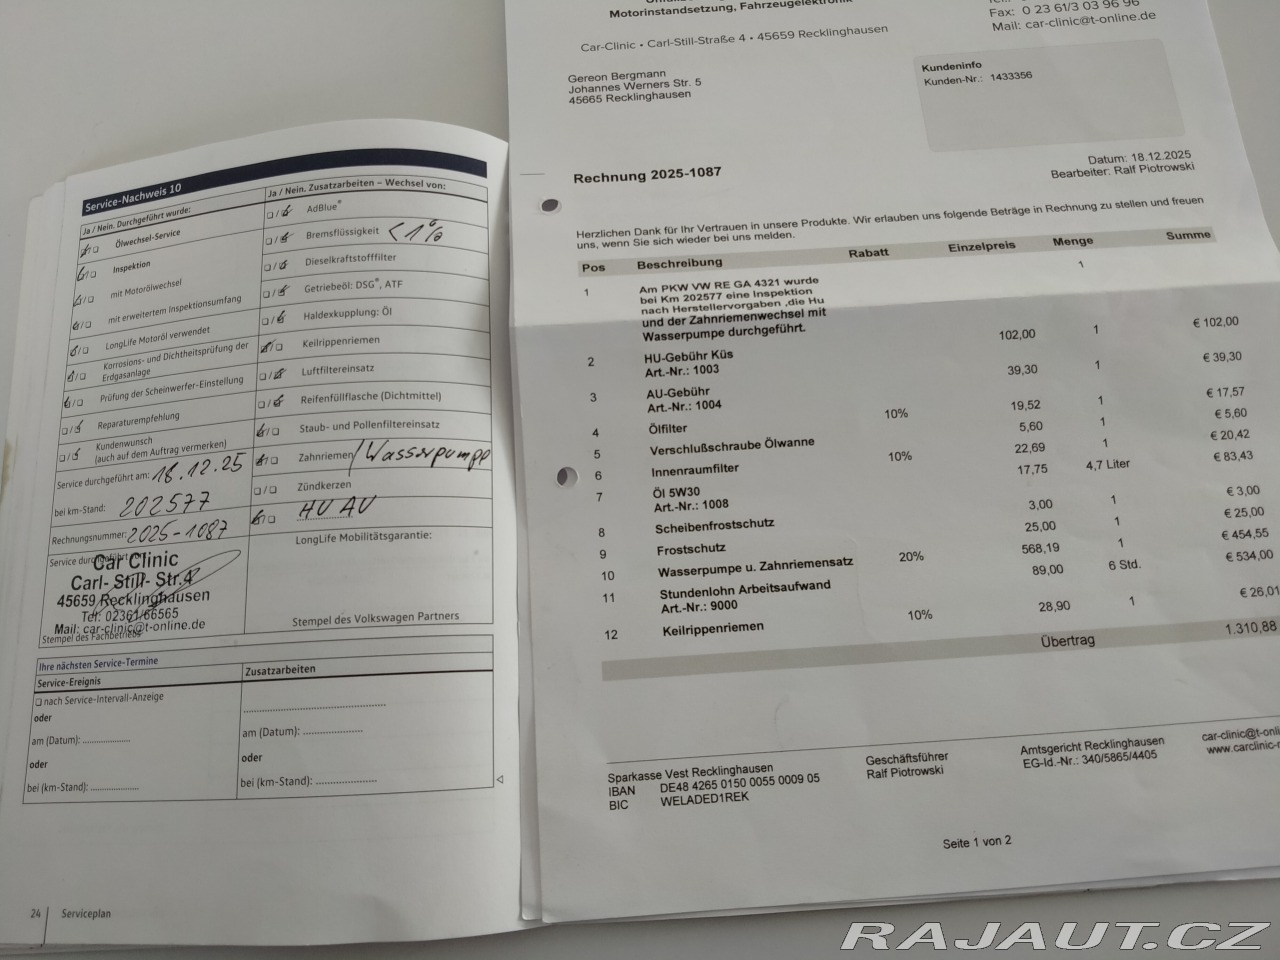 Service-Nachweis 10
Ja / Nein. Durchgeführt wurde:
Ölwechsel-Service
Inspektion
mit Motorölwechsel
mit erweitertem Inspektionsumfang
LongLife Motoröl verwendet
Korrosions- und Dichtheitsprüfung der
Erdgasanlage
Prüfung der Scheinwerfer-Einstellung
Reparaturempfehlung
Kundenwunsch
(auch auf dem Auftrag vermerken)
Service durchgeführt am: 18.12.25
bei km-Stand: 202577
Rechnungsnummer: 2025-1087
Service durchgeführt
Car Clinic
Carl- Still- Str.4
45659 Recklinghausen
Tel: 02361/66565
Mail: car-clinic@t-online.de
Stempel des Fachbetriebs
Ja / Nein. Zusatzarbeiten – Wechsel von:
AdBlue®
Bremsflüssigkeit <1%
Dieselkraftstofffilter
Getriebeöl: DSG®, ATF
Haldexkupplung: Öl
Keilrippenriemen
Luftfiltereinsatz
Reifenfüllflasche (Dichtmittel)
Staub- und Pollenfiltereinsatz
Zahnriemen / Wasserpumpe
Zündkerzen
HU AU
LongLife Mobilitätsgarantie:
Stempel des Volkswagen Partners
Ihre nächsten Service-Termine
Service-Ereignis
nach Service-Intervall-Anzeige
oder
am (Datum): ....................
oder
bei (km-Stand): ....................
Zusatzarbeiten
am (Datum): ....................
oder
bei (km-Stand): ....................
24 Serviceplan
Motorinstandsetzung, Fahrzeugelektronik
Fax: 0 23 61/3 03 96 96
Mail: car-clinic@t-online.de
Car-Clinic • Carl-Still-Straße 4 • 45659 Recklinghausen
Gereon Bergmann
Johannes Werners Str. 5
45665 Recklinghausen
Kundeninfo
Kunden-Nr.: 1433356
Datum: 18.12.2025
Bearbeiter: Ralf Piotrowski
Rechnung 2025-1087
Herzlichen Dank für Ihr Vertrauen in unsere Produkte. Wir erlauben uns folgende Beträge in Rechnung zu stellen und freuen
uns, wenn Sie sich wieder bei uns melden.
Pos Beschreibung Rabatt Einzelpreis Menge Summe
1 Am PKW VW RE GA 4321 wurde 1
bei Km 202577 eine Inspektion
nach Herstellervorgaben ,die Hu
und der Zahnriemenwechsel mit
Wasserpumpe durchgeführt.
2 HU-Gebühr Küs 102,00 1 € 102,00
Art.-Nr.: 1003
3 AU-Gebühr 39,30 1 € 39,30
Art.-Nr.: 1004
4 Ölfilter 10% 19,52 1 € 17,57
5 Verschlußschraube Ölwanne 5,60 1 € 5,60
6 Innenraumfilter 10% 22,69 1 € 20,42
7 Öl 5W30 17,75 4,7 Liter € 83,43
Art.-Nr.: 1008
8 Scheibenfrostschutz 3,00 1 € 3,00
9 Frostschutz 25,00 1 € 25,00
10 Wasserpumpe u. Zahnriemensatz 20% 568,19 1 € 454,55
11 Stundenlohn Arbeitsaufwand 89,00 6 Std. € 534,00
Art.-Nr.: 9000
12 Keilrippenriemen 10% 28,90 1 € 26,01
Übertrag 1.310,88
Sparkasse Vest Recklinghausen
IBAN DE48 4265 0150 0055 0009 05
BIC WELADED1REK
Geschäftsführer
Ralf Piotrowski
Amtsgericht Recklinghausen
EG-Id.-Nr.: 340/5865/4405
car-clinic@t-onli
www.carclinic-r
Seite 1 von 2
RAJAUT.CZ